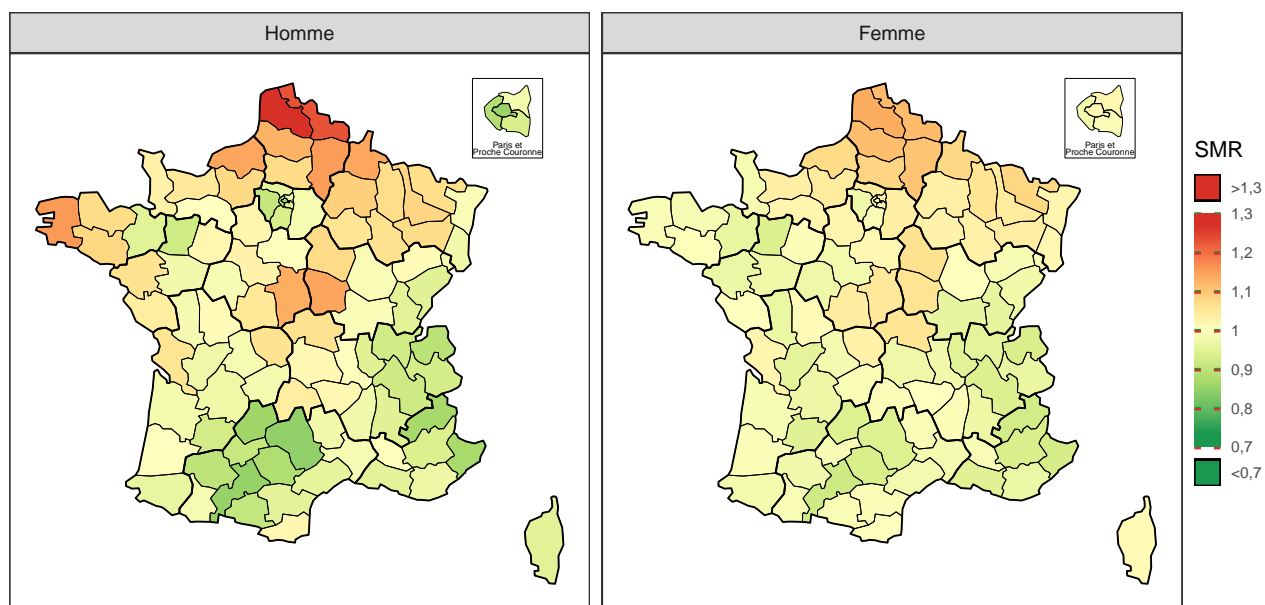 Homme
Femme
Paris et
Proche Couronne
Paris et
Proche Couronne
SMR
>1,3
1,3
1,2
1,1
1
0,9
0,8
0,7
<0,7